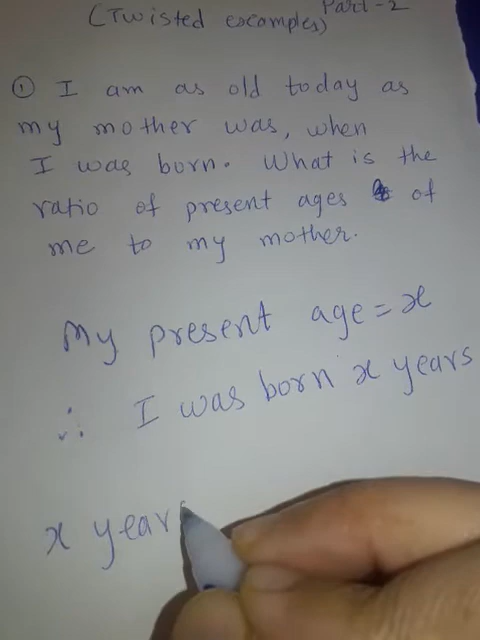 Part-2
(Twisted examples)
① I am as old today as
my mother was, when
I was born. What is the
ratio of present ages of
me to my mother.
My present age = x
∴ I was born x years
x years